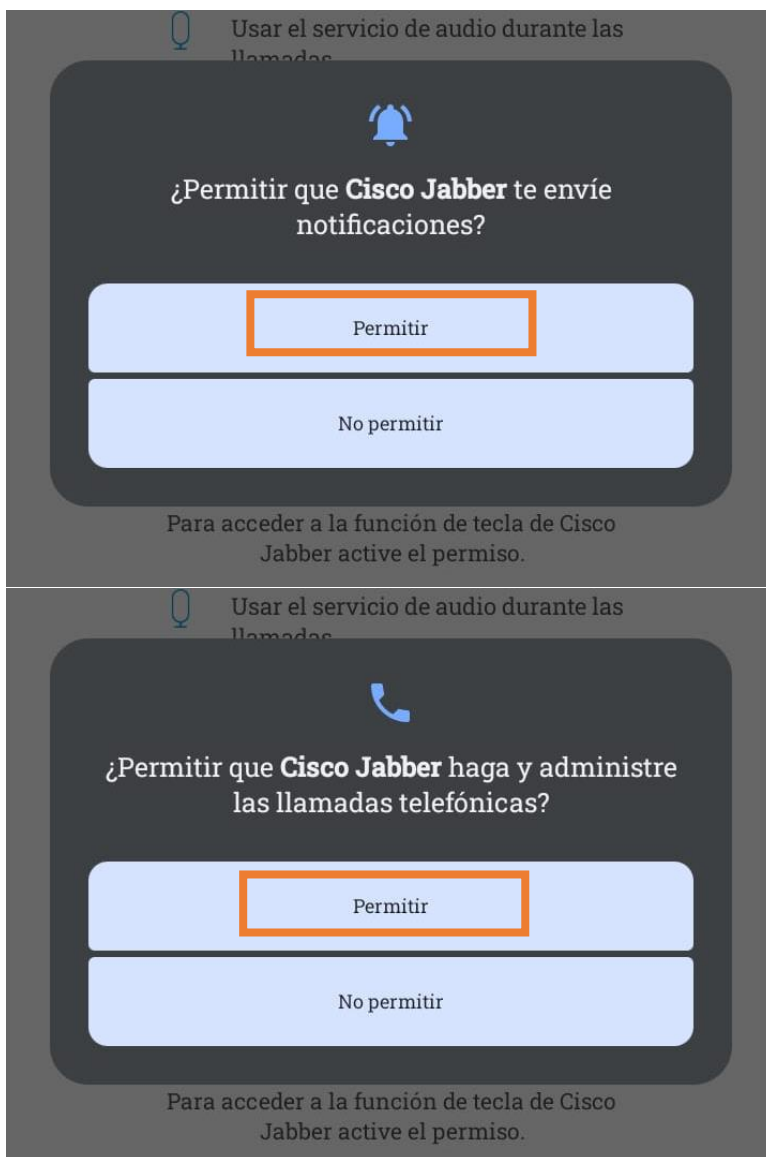 Usar el servicio de audio durante las
llamadas
¿Permitir que Cisco Jabber te envíe
notificaciones?
Permitir
No permitir
Para acceder a la función de tecla de Cisco
Jabber active el permiso.
Usar el servicio de audio durante las
llamadas
¿Permitir que Cisco Jabber haga y administre
las llamadas telefónicas?
Permitir
No permitir
Para acceder a la función de tecla de Cisco
Jabber active el permiso.